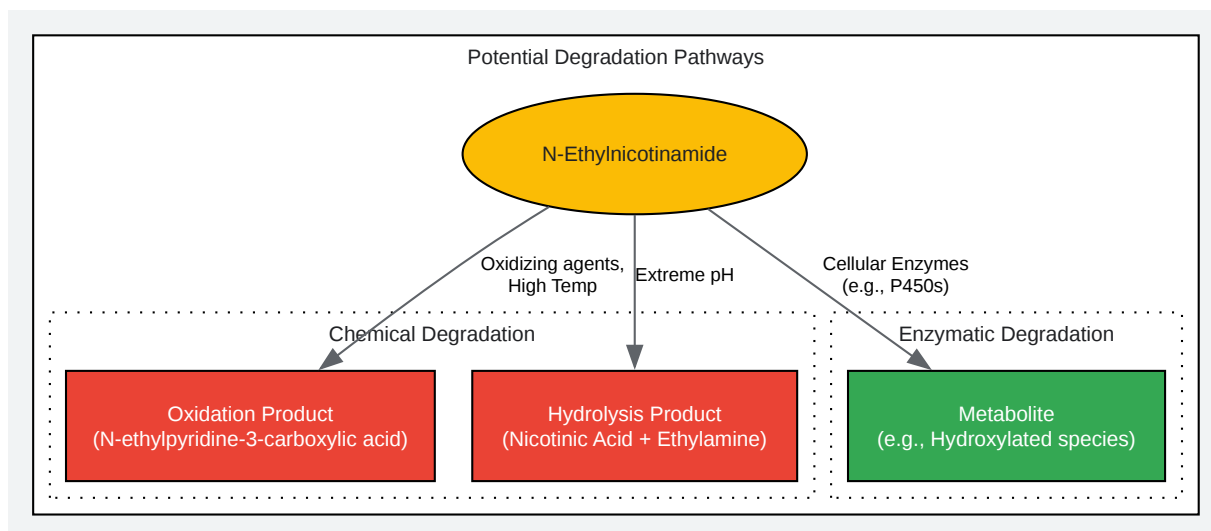 Potential Degradation Pathways
N-Ethylnicotinamide
Oxidizing agents,
High Temp
Extreme pH
Cellular Enzymes
(e.g., P450s)
Chemical Degradation
Enzymatic Degradation
Oxidation Product
(N-ethylpyridine-3-carboxylic acid)
Hydrolysis Product
(Nicotinic Acid + Ethylamine)
Metabolite
(e.g., Hydroxylated species)